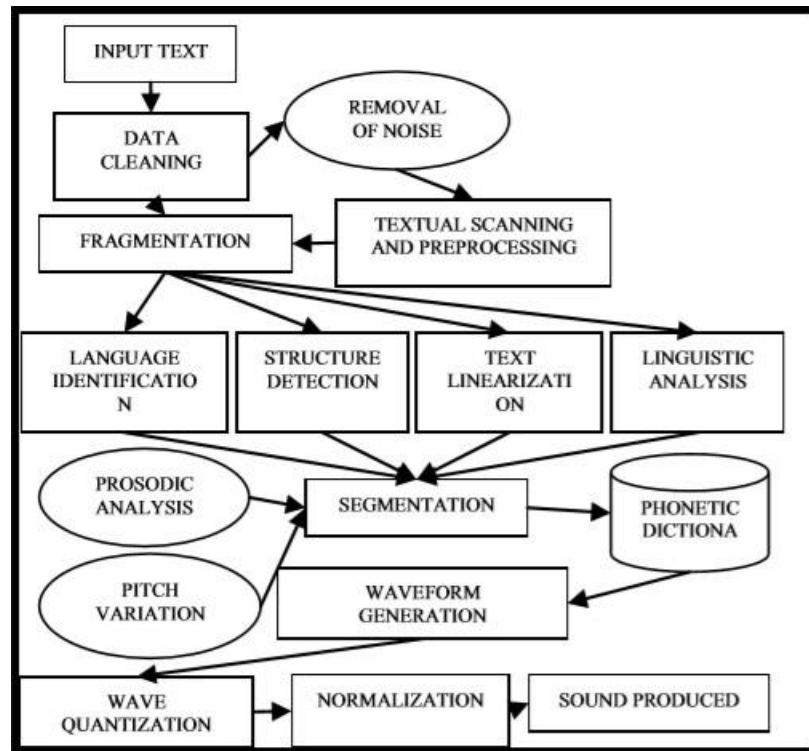 INPUT TEXT
REMOVAL
OF NOISE
DATA
CLEANING
TEXTUAL SCANNING
AND PREPROCESSING
FRAGMENTATION
LANGUAGE
IDENTIFICATIO
N
STRUCTURE
DETECTION
TEXT
LINEARIZATI
ON
LINGUISTIC
ANALYSIS
PROSODIC
ANALYSIS
SEGMENTATION
PHONETIC
DICTIONA
PITCH
VARIATION
WAVEFORM
GENERATION
WAVE
QUANTIZATION
NORMALIZATION
SOUND PRODUCED